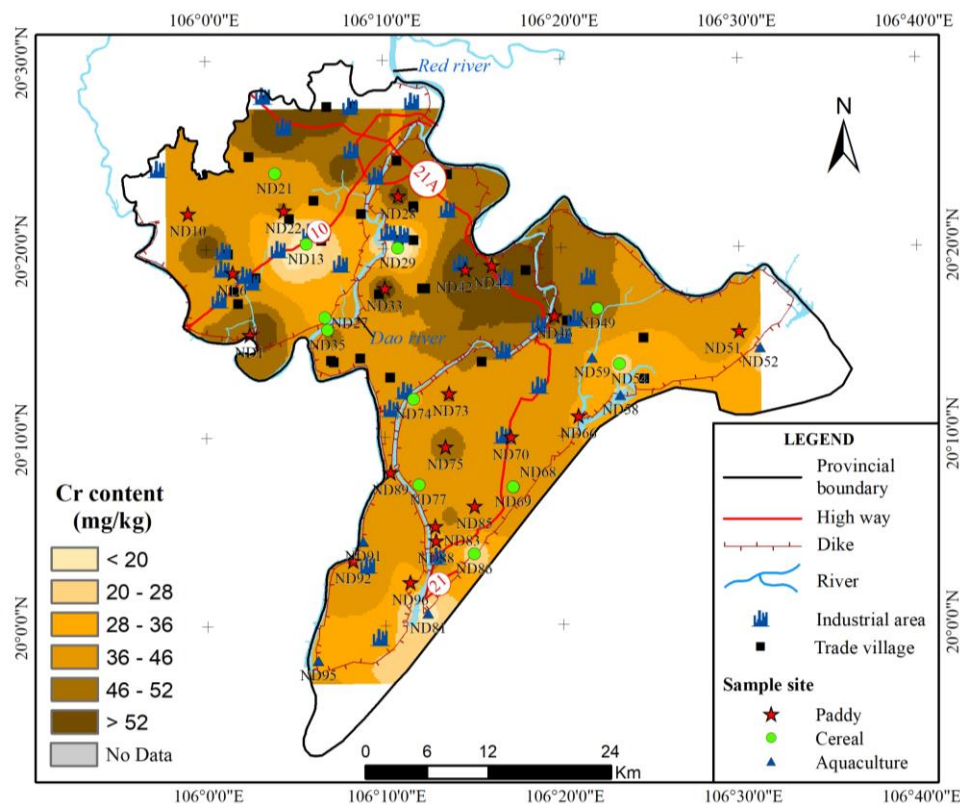 106°0'0"E 106°10'0"E 106°20'0"E 106°30'0"E 106°40'0"E
20°30'0"N
20°30'0"N
Red river
N
21A
ND21
ND28
ND10
ND22
10
20°20'0"N
20°20'0"N
ND13
ND29
ND42
ND33
ND27
ND49
Dao river
ND1
ND35
ND51
ND59
ND52
ND58
ND74
ND73
ND66
20°10'0"N
20°10'0"N
ND70
ND75
ND68
ND89
ND77
ND69
ND85
ND83
ND91
ND88
ND86
ND92
21
ND96
20°0'0"N
20°0'0"N
ND81
ND95
LEGEND
Provincial
boundary
High way
Dike
River
Industrial area
Trade village
Sample site
Paddy
Cereal
Aquaculture
Cr content
(mg/kg)
< 20
20 - 28
28 - 36
36 - 46
46 - 52
> 52
No Data
0 6 12 24
Km
106°0'0"E 106°10'0"E 106°20'0"E 106°30'0"E 106°40'0"E